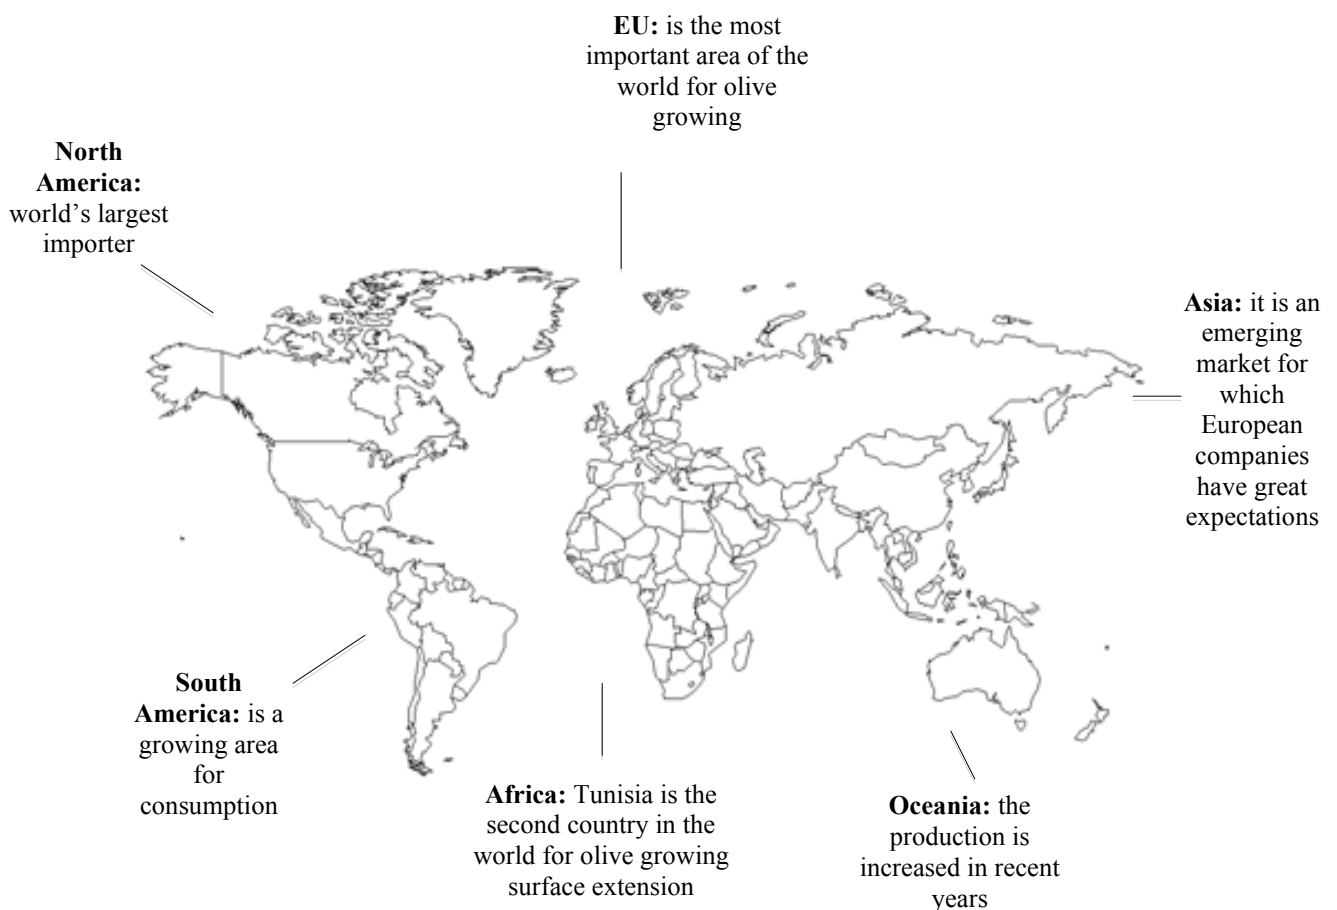 EU: is the most
important area of the
world for olive
growing
North
America:
world’s largest
importer
Asia: it is an
emerging
market for
which
European
companies
have great
expectations
South
America: is a
growing area
for
consumption
Africa: Tunisia is the
second country in the
world for olive growing
surface extension
Oceania: the
production is
increased in recent
years